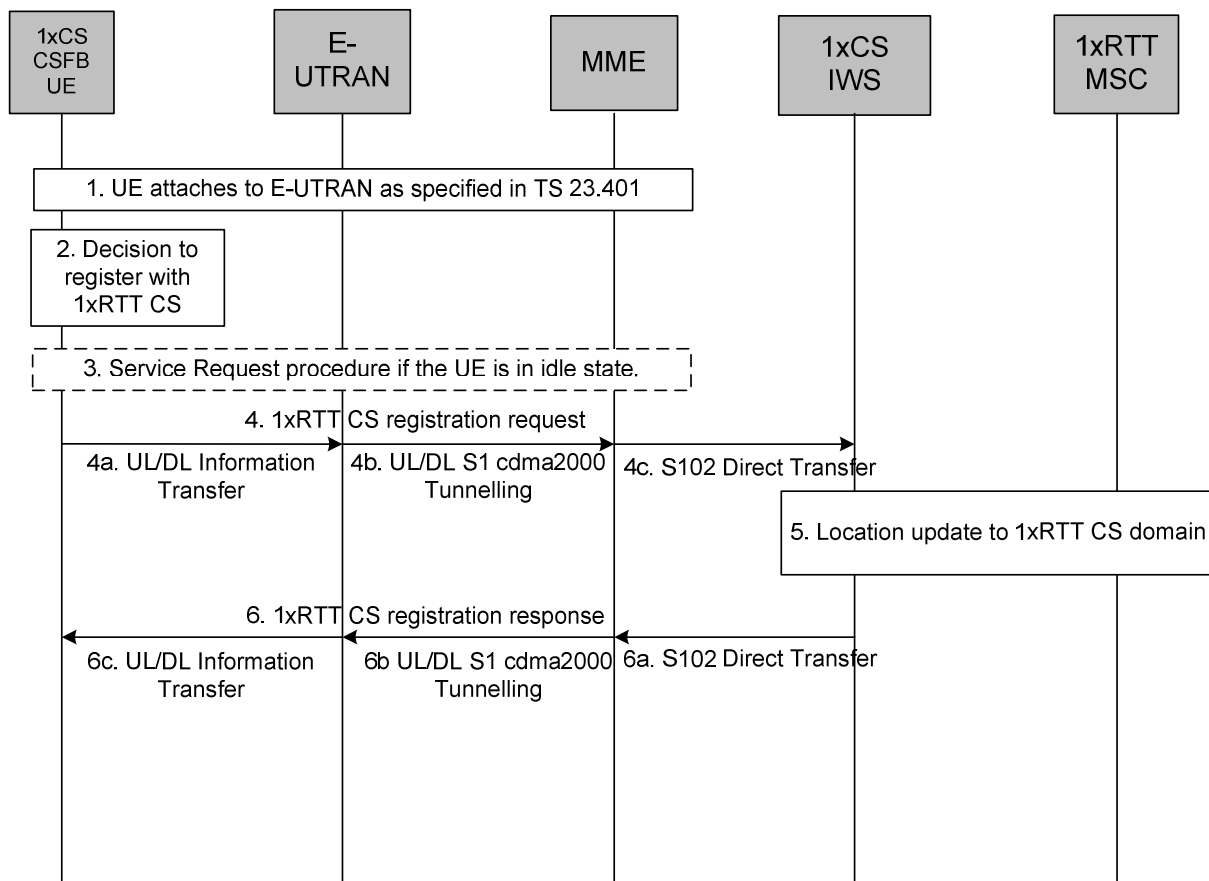 1xCS
CSFB
UE
E-
UTRAN
MME
1xCS
IWS
1xRTT
MSC
1. UE attaches to E-UTRAN as specified in TS 23.401
2. Decision to
register with
1xRTT CS
3. Service Request procedure if the UE is in idle state.
4. 1xRTT CS registration request
4a. UL/DL Information
Transfer
4b. UL/DL S1 cdma2000
Tunnelling
4c. S102 Direct Transfer
5. Location update to 1xRTT CS domain
6. 1xRTT CS registration response
6c. UL/DL Information
Transfer
6b UL/DL S1 cdma2000
Tunnelling
6a. S102 Direct Transfer